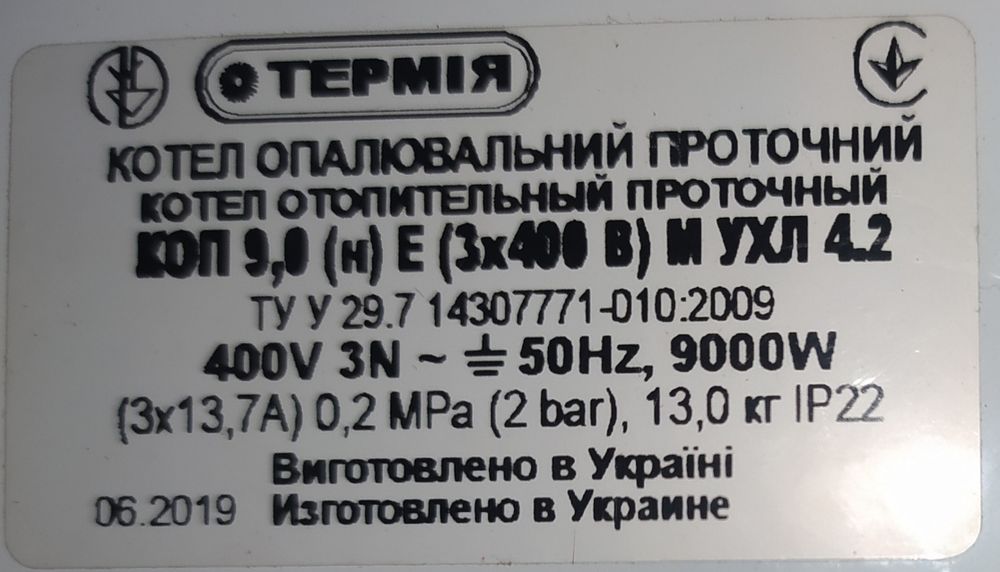 ТЕРМІЯ
КОТЕЛ ОПАЛЮВАЛЬНИЙ ПРОТОЧНИЙ
КОТЕЛ ОТОПИТЕЛЬНЫЙ ПРОТОЧНЫЙ
КОП 9,0 (н) Е (3х400 В) М УХЛ 4.2
ТУ У 29.7 14307771-010:2009
400V 3N ~ ⏚ 50Hz, 9000W
(3x13,7A) 0,2 MPa (2 bar), 13,0 кг IP22
Виготовлено в Україні
06.2019 Изготовлено в Украине